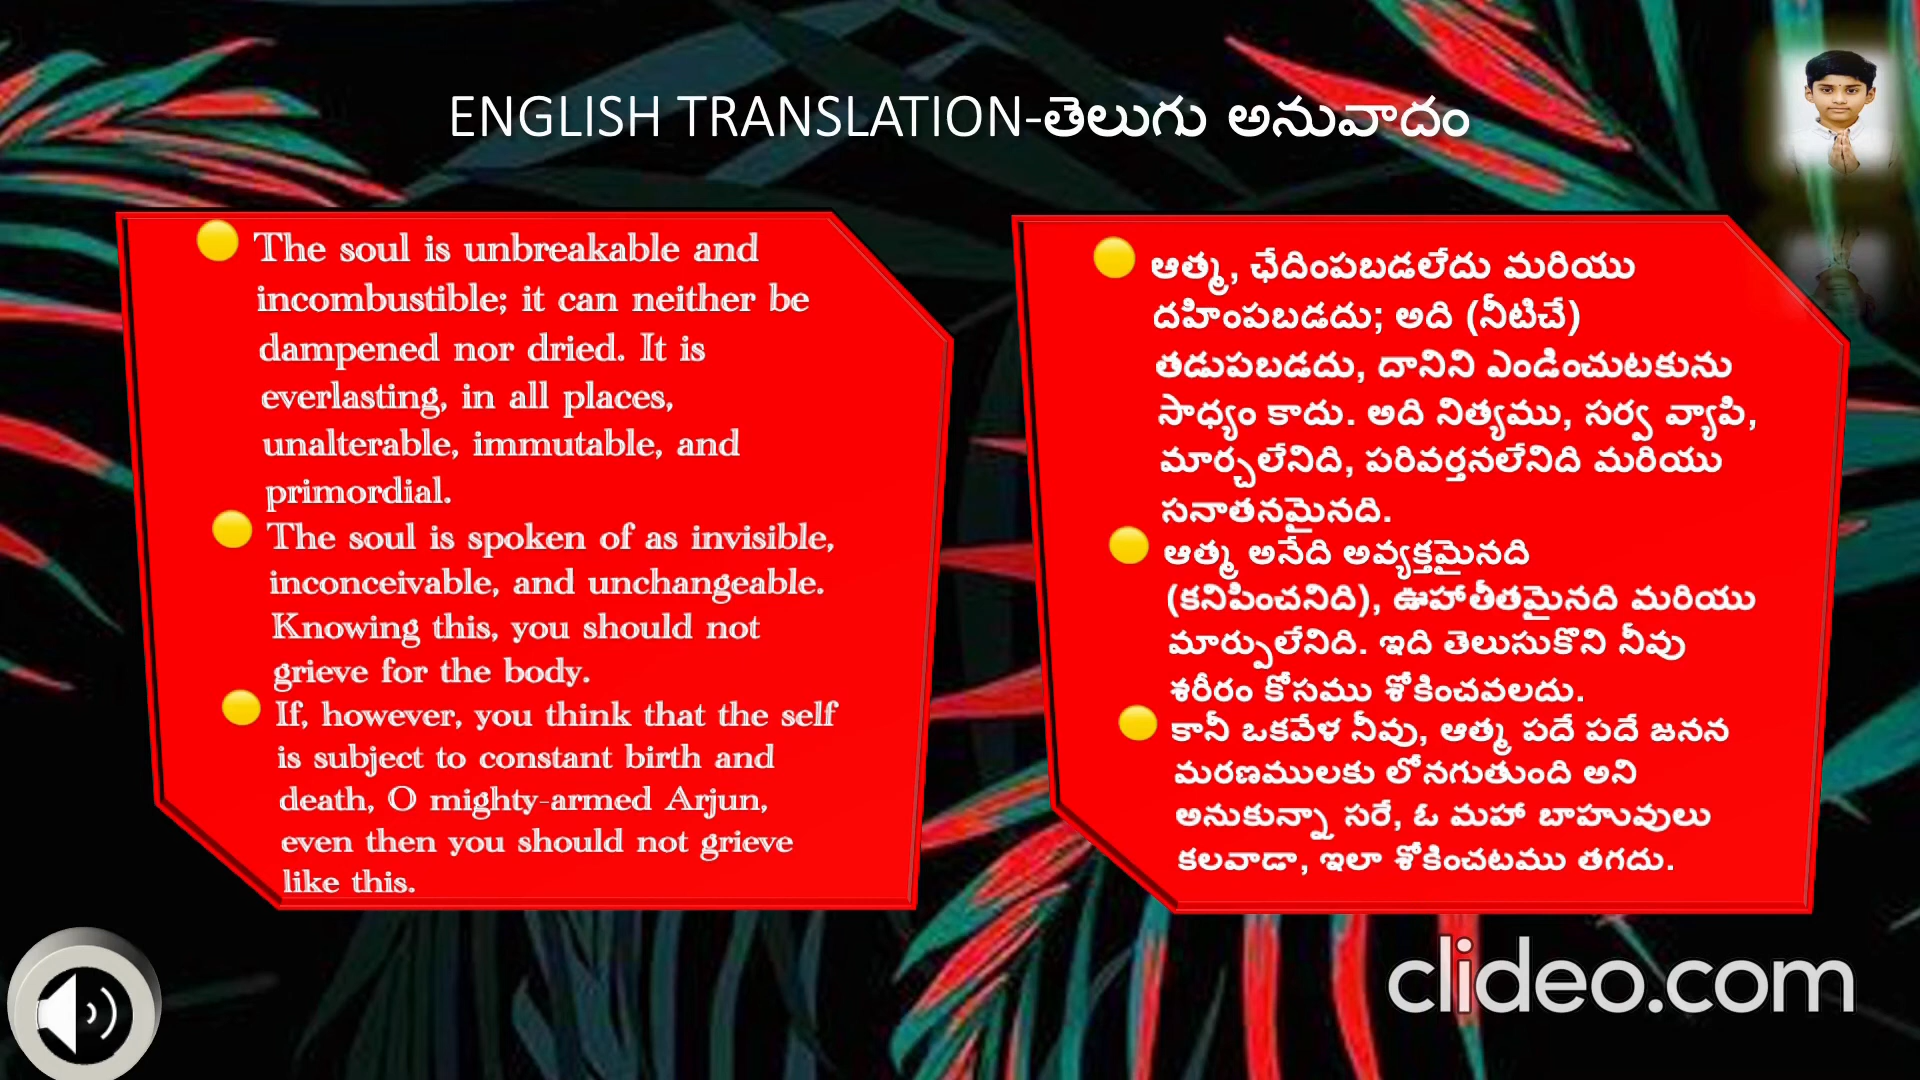 ENGLISH TRANSLATION-తెలుగు అనువాదం
The soul is unbreakable and
incombustible; it can neither be
dampened nor dried. It is
everlasting, in all places,
unalterable, immutable, and
primordial.
The soul is spoken of as invisible,
inconceivable, and unchangeable.
Knowing this, you should not
grieve for the body.
If, however, you think that the self
is subject to constant birth and
death, O mighty-armed Arjun,
even then you should not grieve
like this.
ఆత్మ, ఛేదింపబడలేదు మరియు
దహింపబడదు; అది (నీటిచే)
తడుపబడదు, దానిని ఎండించుటకును
సాధ్యం కాదు. అది నిత్యము, సర్వ వ్యాపి,
మార్చలేనిది, పరివర్తనలేనిది మరియు
సనాతనమైనది.
ఆత్మ అనేది అవ్యక్తమైనది
(కనిపించనిది), ఊహాతీతమైనది మరియు
మార్పులేనిది. ఇది తెలుసుకొని నీవు
శరీరం కోసము శోకించవలదు.
కానీ ఒకవేళ నీవు, ఆత్మ పదే పదే జనన
మరణములకు లోనగుతుంది అని
అనుకున్నా సరే, ఓ మహా బాహువులు
కలవాడా, ఇలా శోకించటము తగదు.
clideo.com